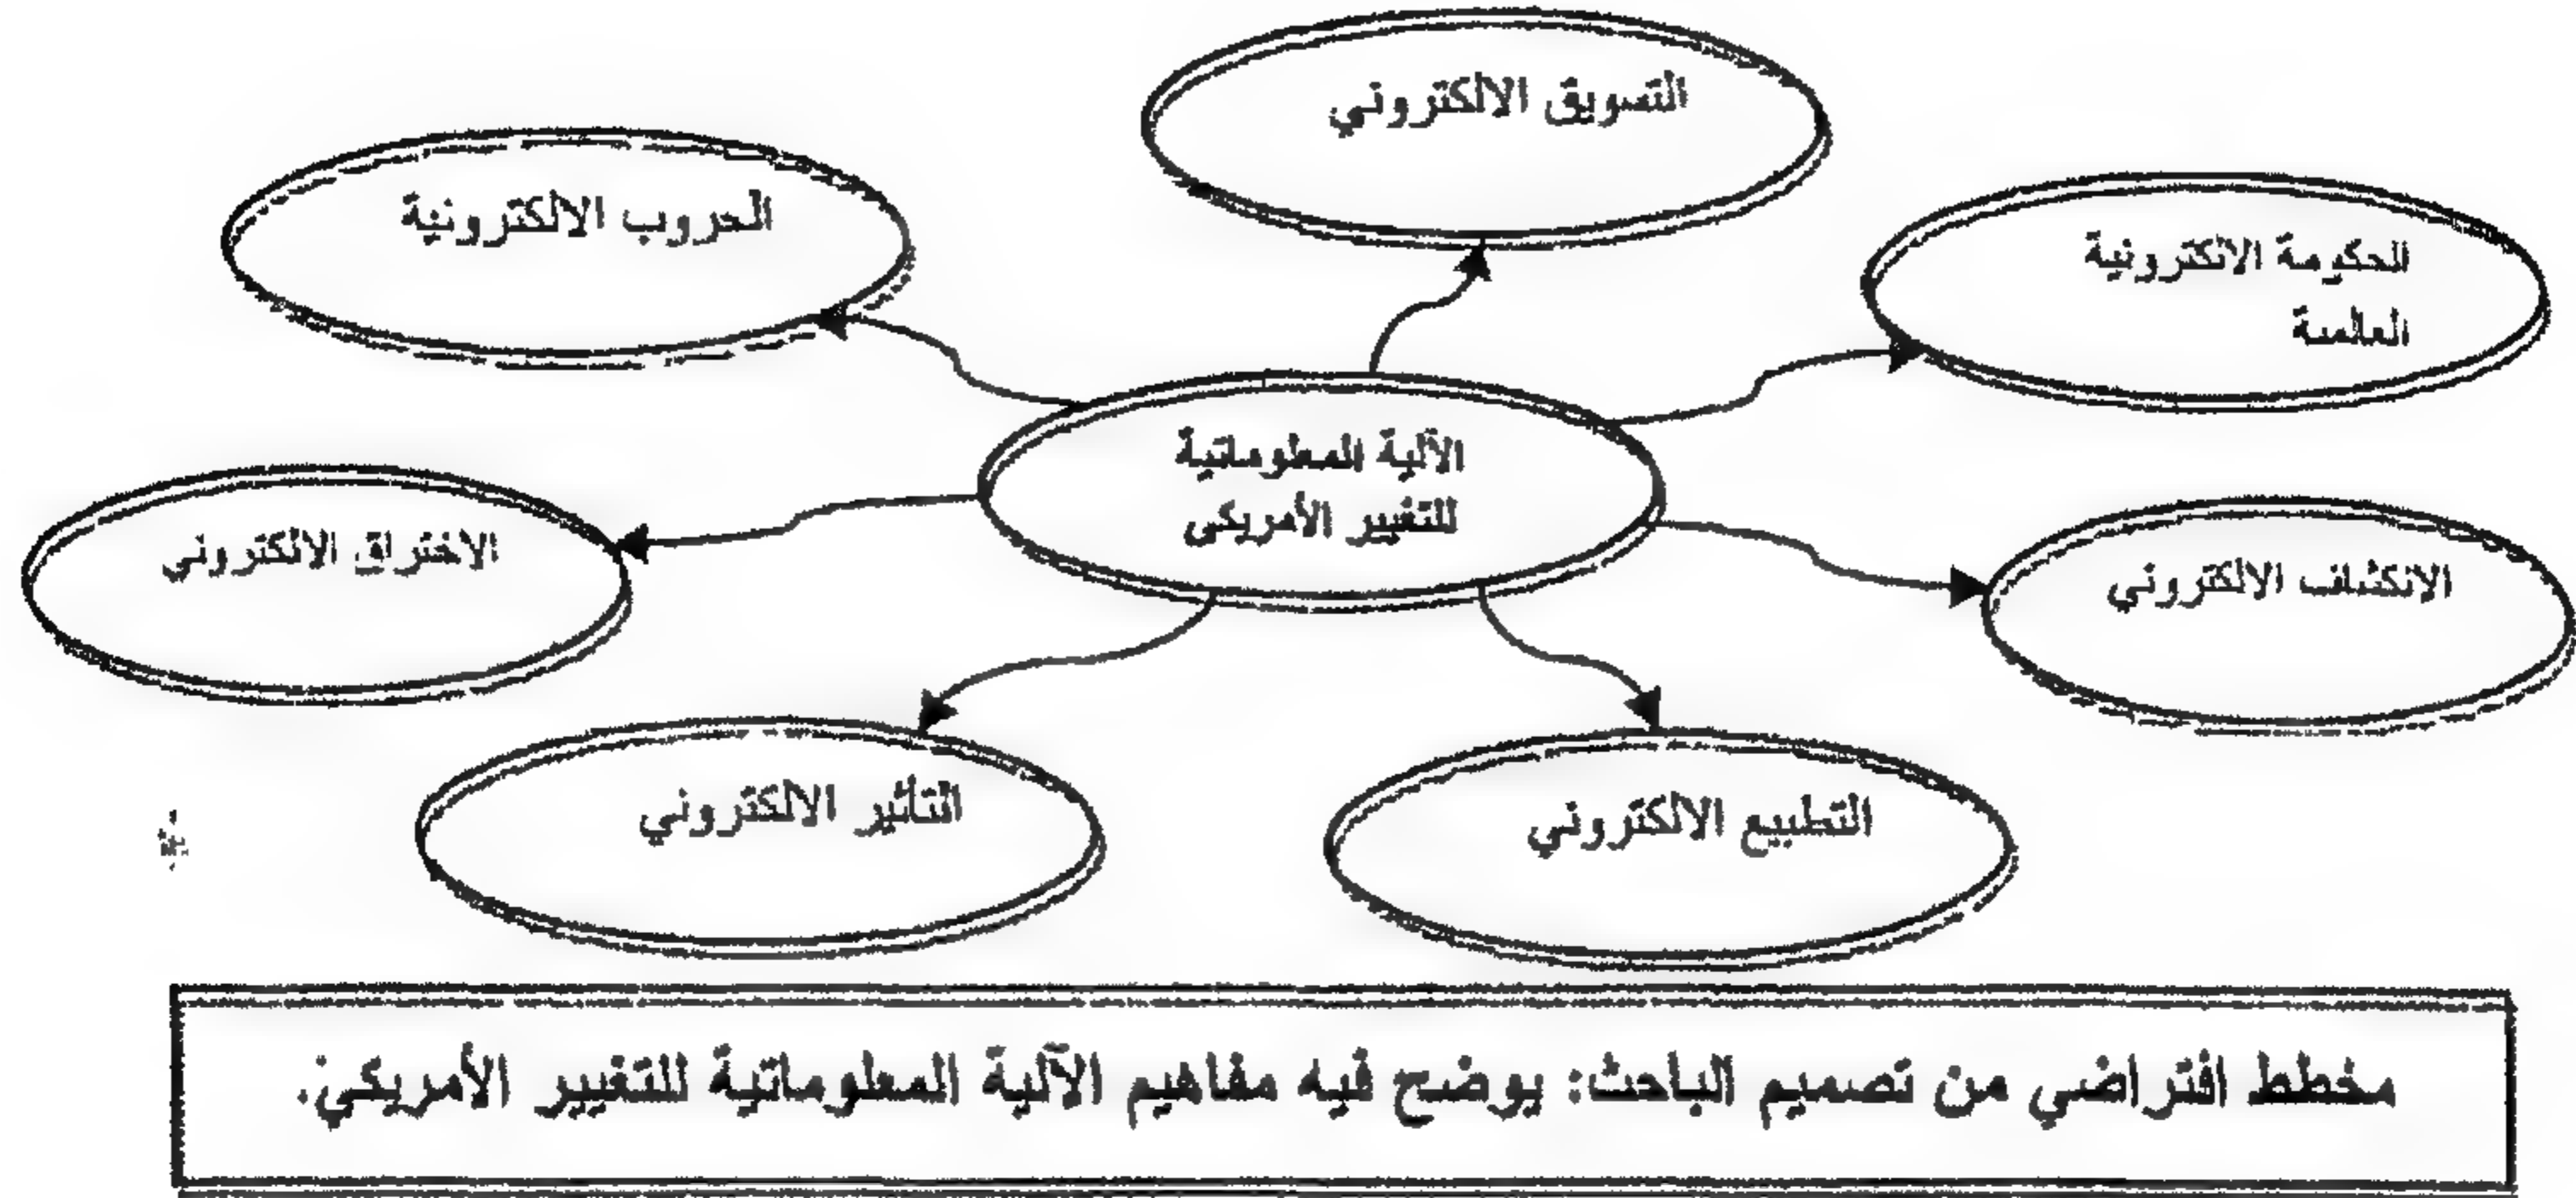 التسويق الالكتروني
الحروب الالكترونية
الحكومة الالكترونية
العالمية
الآلية المعلوماتية
للتغيير الأمريكي
الاختراق الالكتروني
الانكشاف الالكتروني
التأثير الالكتروني
التطبيع الالكتروني
مخطط افتراضي من تصميم الباحث: يوضح فيه مفاهيم الآلية المعلوماتية للتغيير الأمريكي.